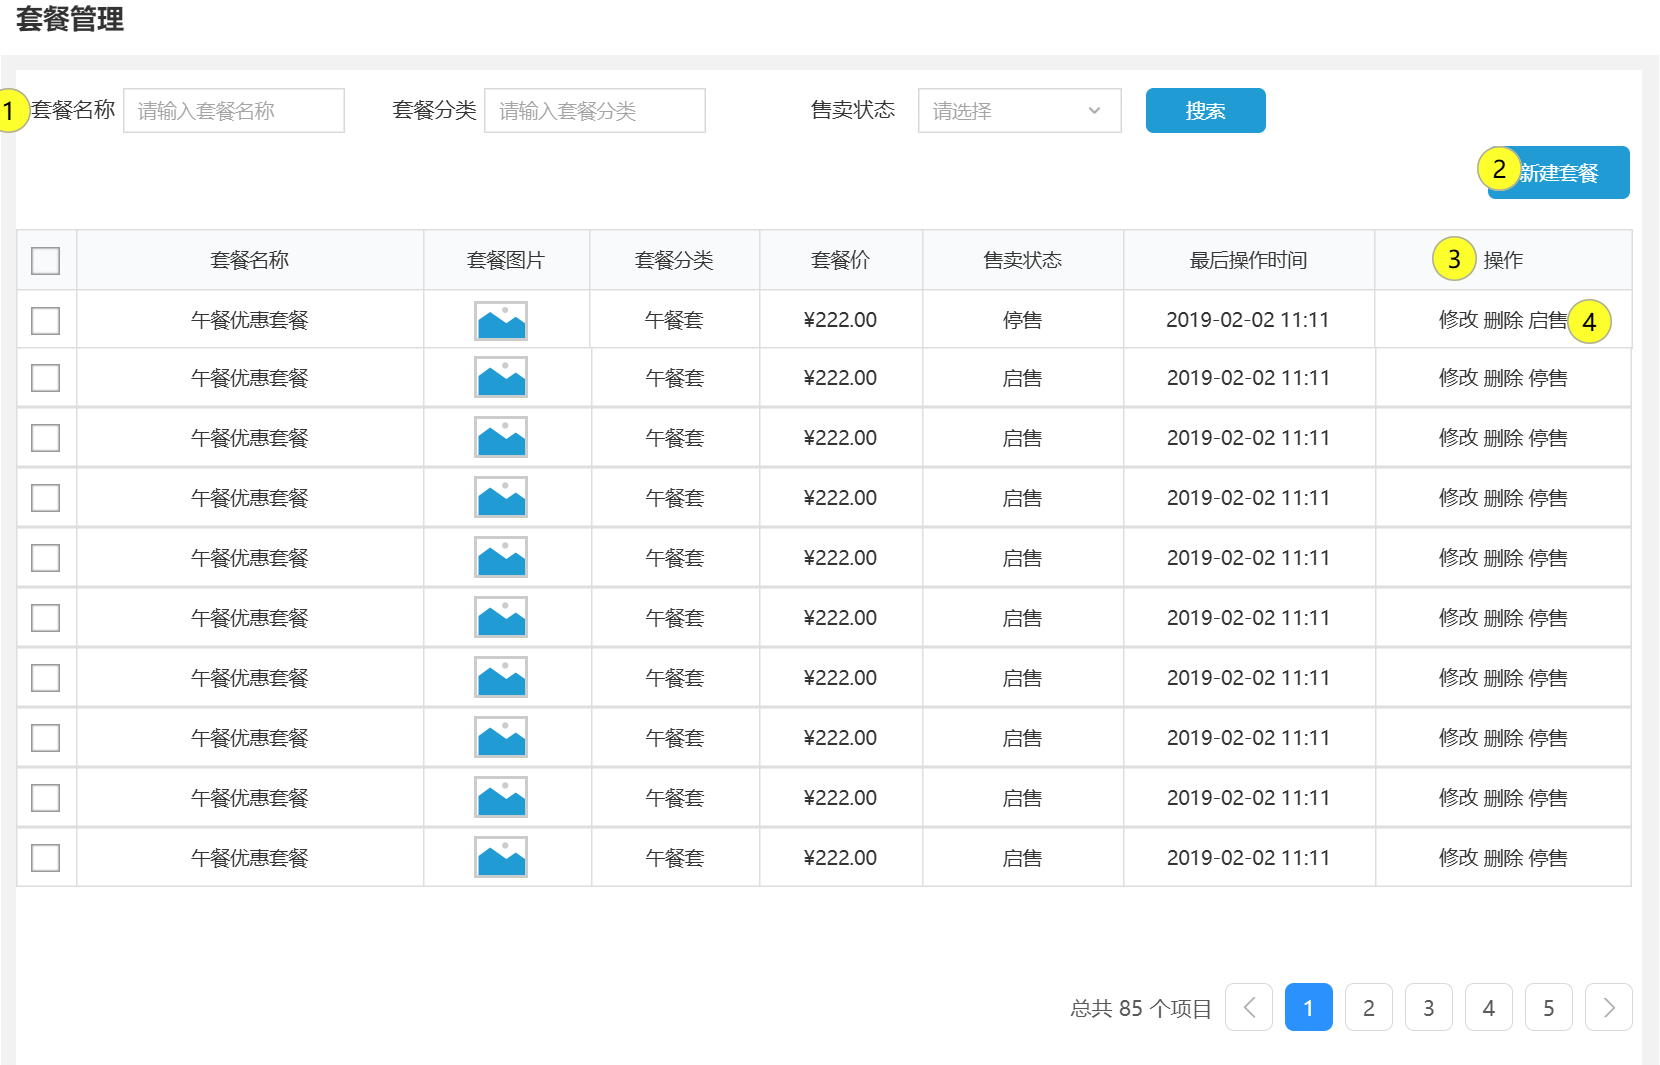 套餐管理
1 套餐名称 请输入套餐名称 套餐分类 请输入套餐分类 售卖状态 请选择 搜索
2 新建套餐
套餐名称 套餐图片 套餐分类 套餐价 售卖状态 最后操作时间 3 操作
午餐优惠套餐 午餐套 ¥222.00 停售 2019-02-02 11:11 修改 删除 启售 4
午餐优惠套餐 午餐套 ¥222.00 启售 2019-02-02 11:11 修改 删除 停售
午餐优惠套餐 午餐套 ¥222.00 启售 2019-02-02 11:11 修改 删除 停售
午餐优惠套餐 午餐套 ¥222.00 启售 2019-02-02 11:11 修改 删除 停售
午餐优惠套餐 午餐套 ¥222.00 启售 2019-02-02 11:11 修改 删除 停售
午餐优惠套餐 午餐套 ¥222.00 启售 2019-02-02 11:11 修改 删除 停售
午餐优惠套餐 午餐套 ¥222.00 启售 2019-02-02 11:11 修改 删除 停售
午餐优惠套餐 午餐套 ¥222.00 启售 2019-02-02 11:11 修改 删除 停售
午餐优惠套餐 午餐套 ¥222.00 启售 2019-02-02 11:11 修改 删除 停售
午餐优惠套餐 午餐套 ¥222.00 启售 2019-02-02 11:11 修改 删除 停售
总共 85 个项目 1 2 3 4 5